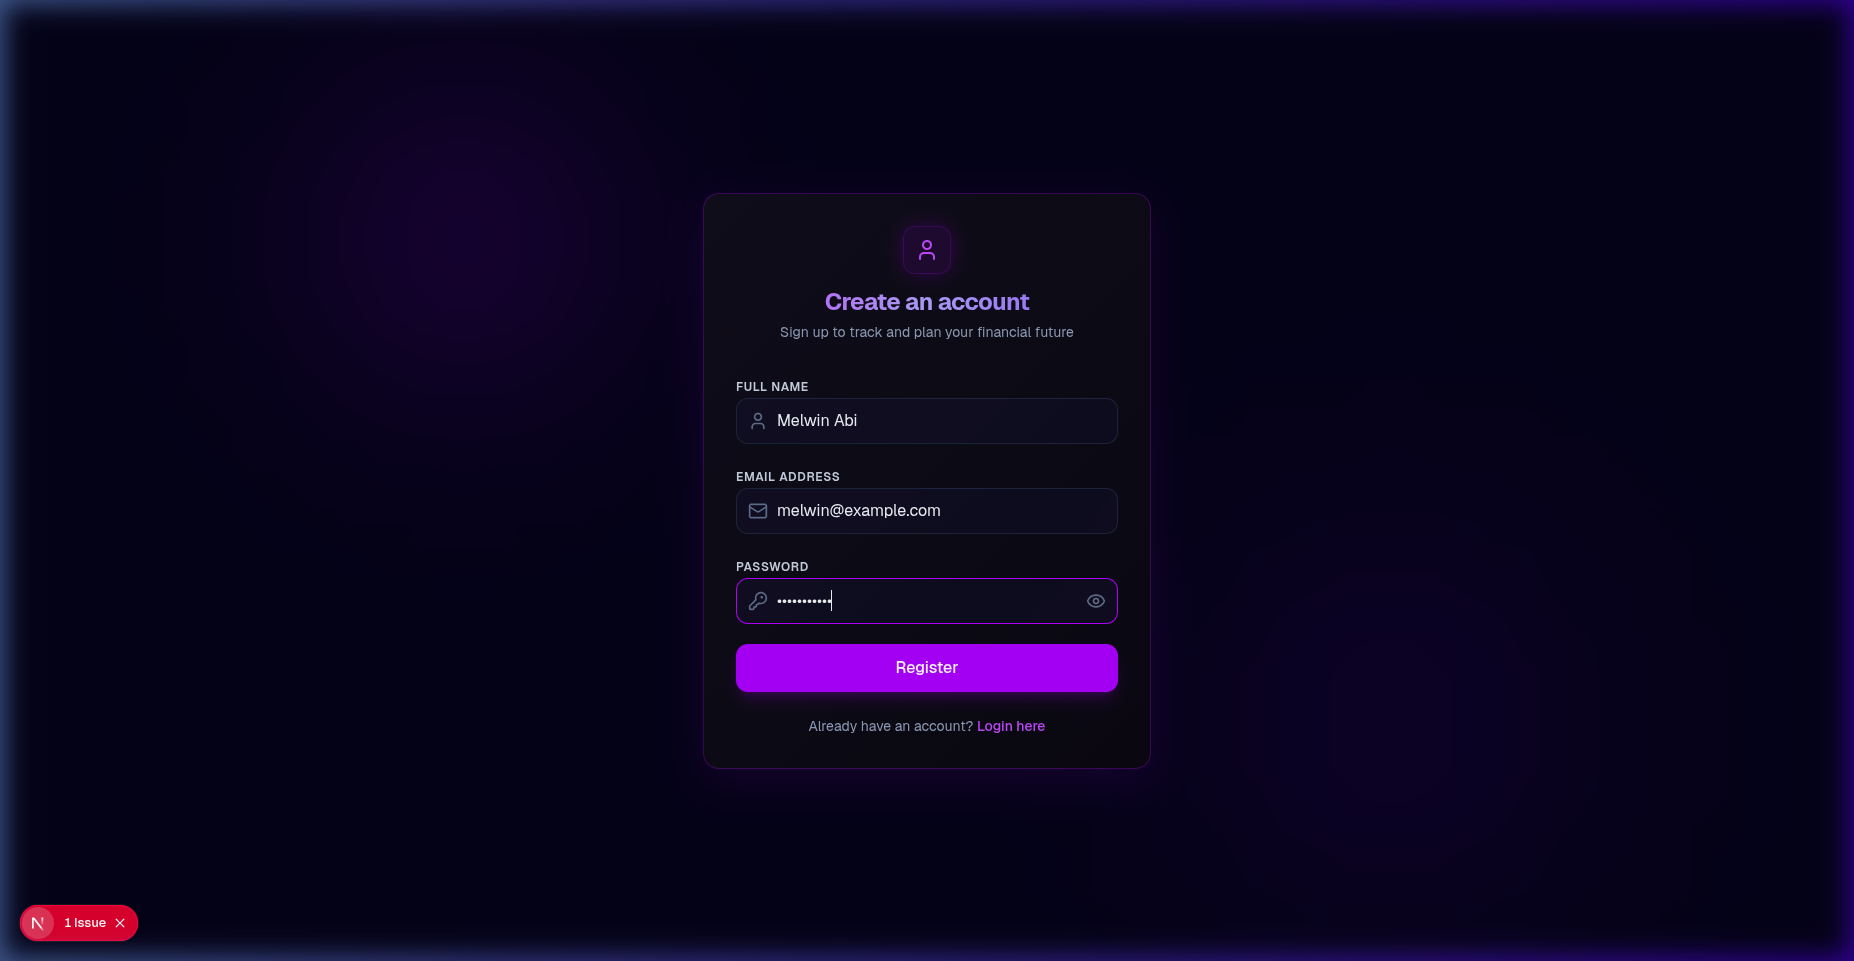 Create an account
Sign up to track and plan your financial future
FULL NAME
Melwin Abi
EMAIL ADDRESS
melwin@example.com
PASSWORD
•••••••••••
Register
Already have an account? Login here
N 1 Issue